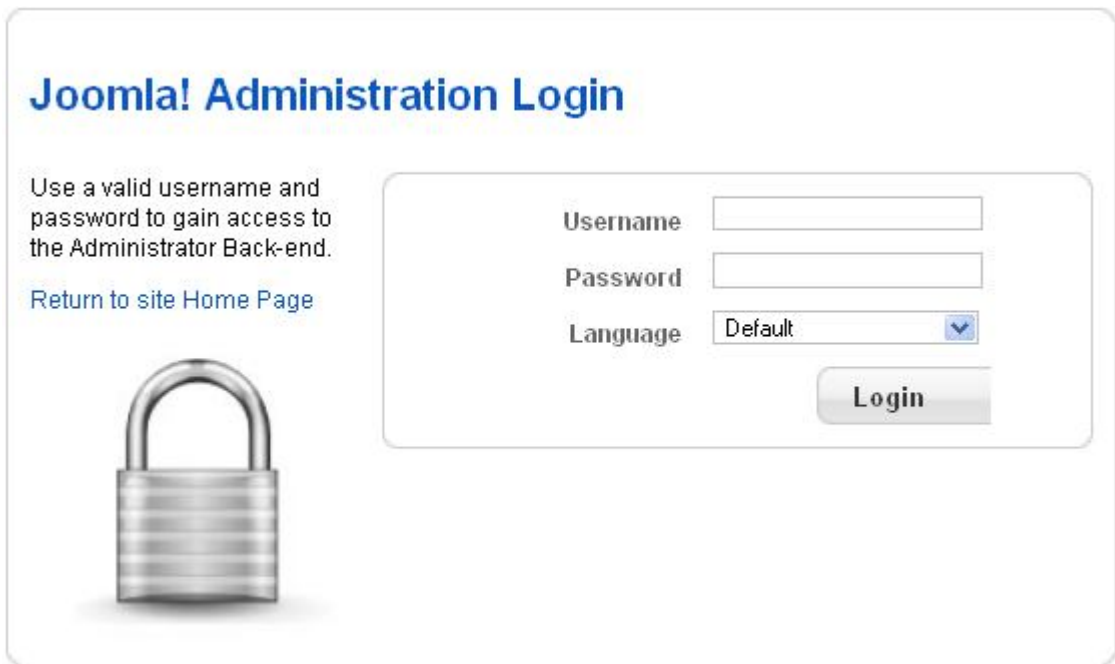 Joomla! Administration Login
Use a valid username and
password to gain access to
the Administrator Back-end.
Return to site Home Page
Username
Password
Language
Default
Login